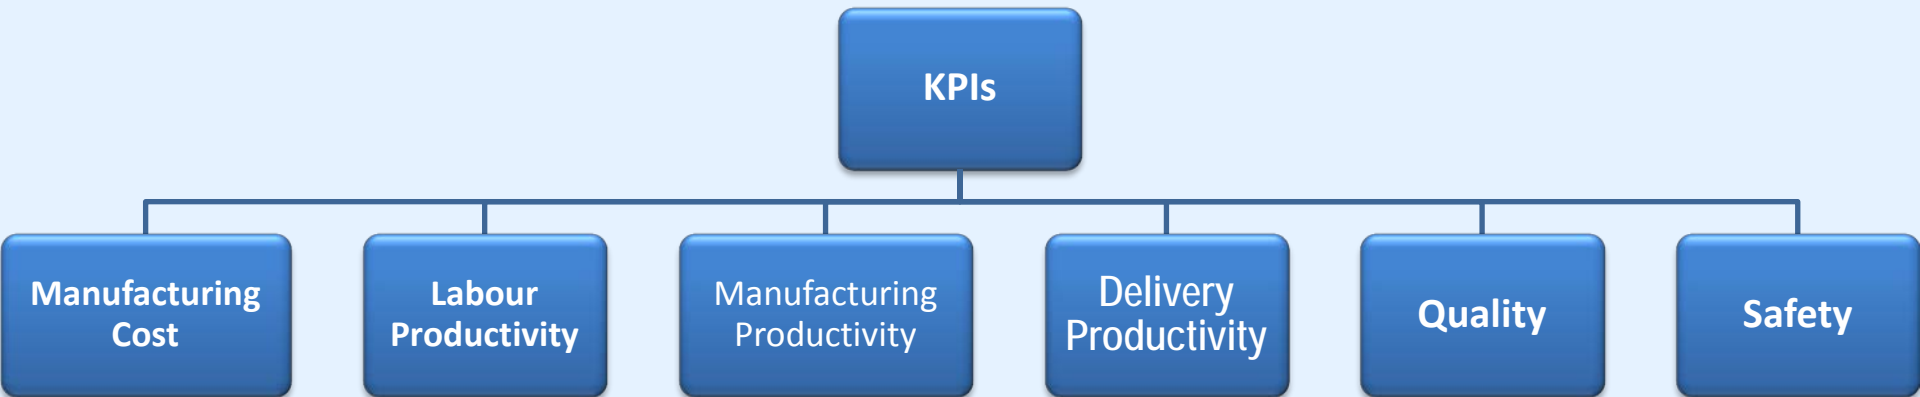 KPIs
Manufacturing
Cost
Labour
Productivity
Manufacturing
Productivity
Delivery
Productivity
Quality
Safety